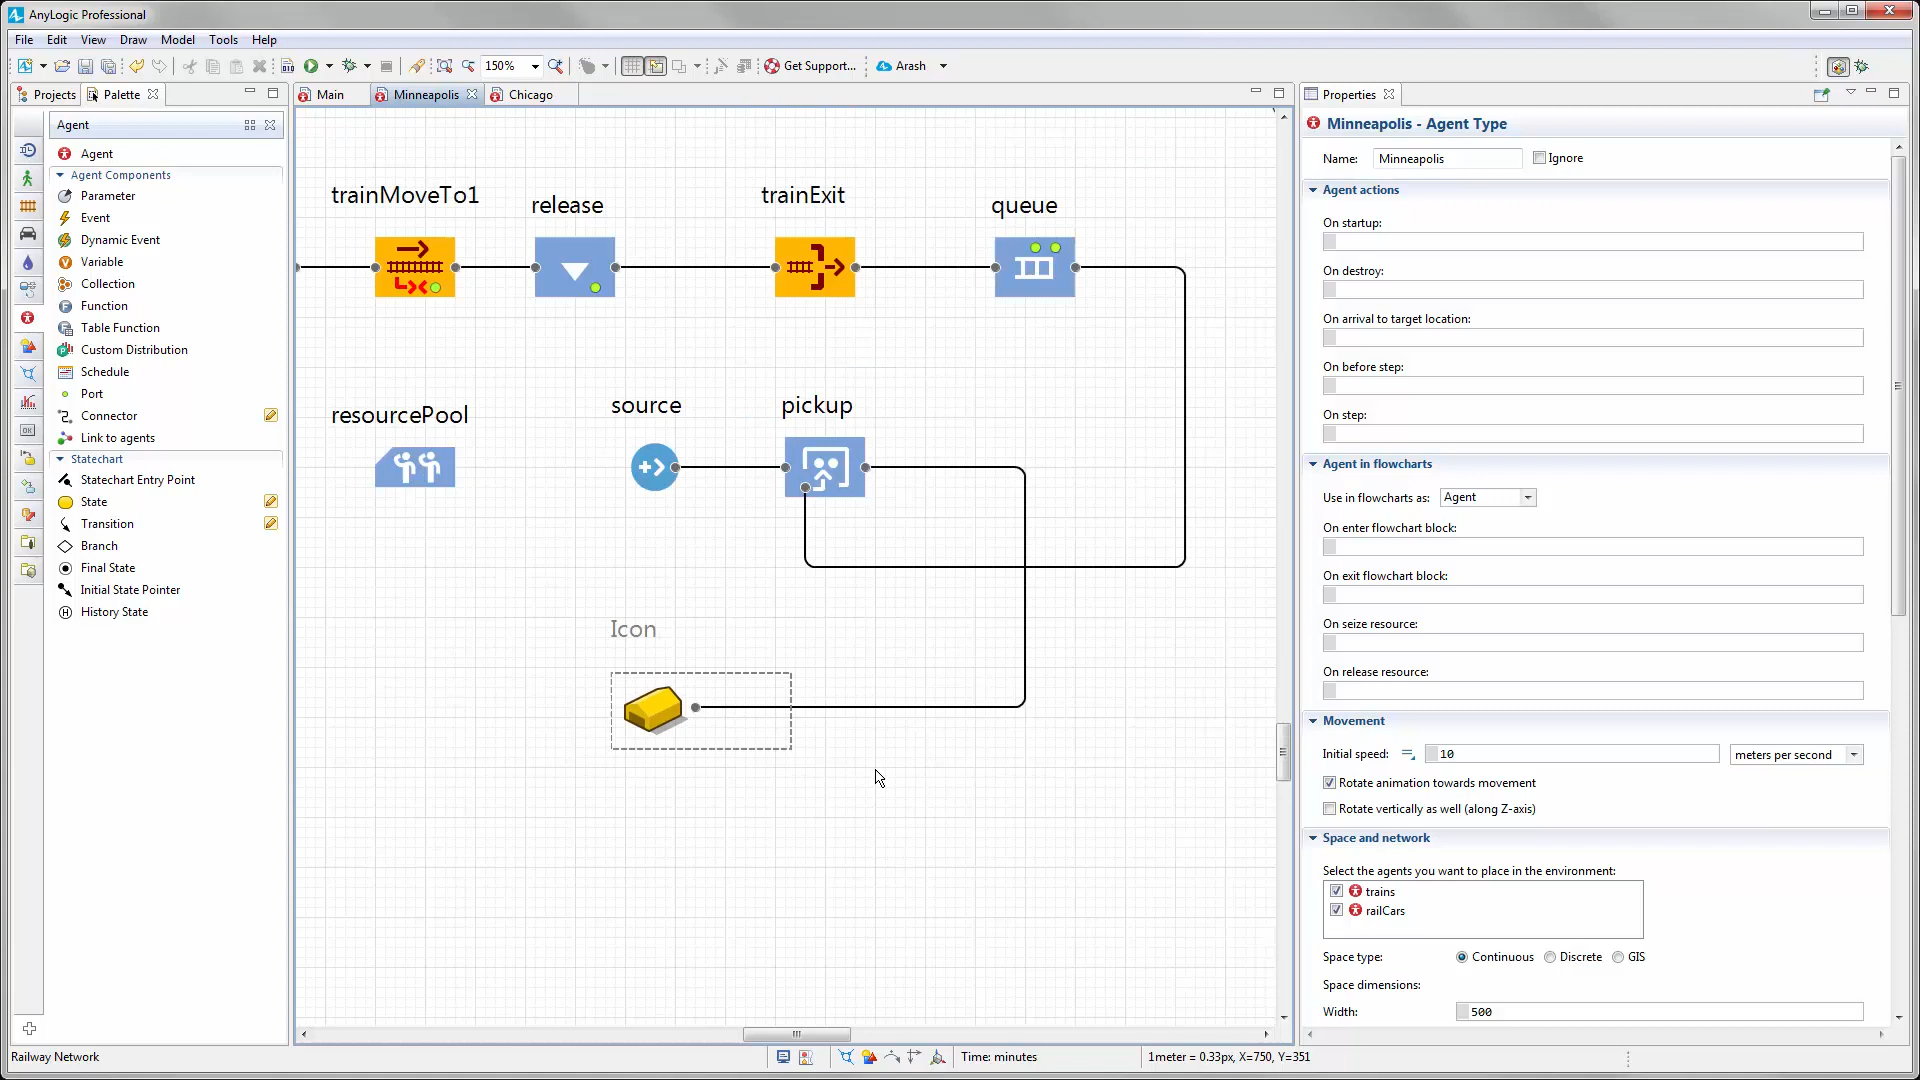 AnyLogic Professional
File Edit View Draw Model Tools Help
150% Get Support... Arash
Projects Palette
Main Minneapolis Chicago
Properties
Agent
Agent
Agent Components
Parameter
Event
Dynamic Event
Variable
Collection
Function
Table Function
Custom Distribution
Schedule
Port
Connector
Link to agents
Statechart
Statechart Entry Point
State
Transition
Branch
Final State
Initial State Pointer
History State
trainMoveTo1
release
trainExit
queue
resourcePool
source
pickup
Icon
Minneapolis - Agent Type
Name: Minneapolis Ignore
Agent actions
On startup:
On destroy:
On arrival to target location:
On before step:
On step:
Agent in flowcharts
Use in flowcharts as: Agent
On enter flowchart block:
On exit flowchart block:
On seize resource:
On release resource:
Movement
Initial speed: 10 meters per second
Rotate animation towards movement
Rotate vertically as well (along Z-axis)
Space and network
Select the agents you want to place in the environment:
trains
railCars
Space type: Continuous Discrete GIS
Space dimensions:
Width: 500
Railway Network
Time: minutes
1meter = 0.33px, X=750, Y=351